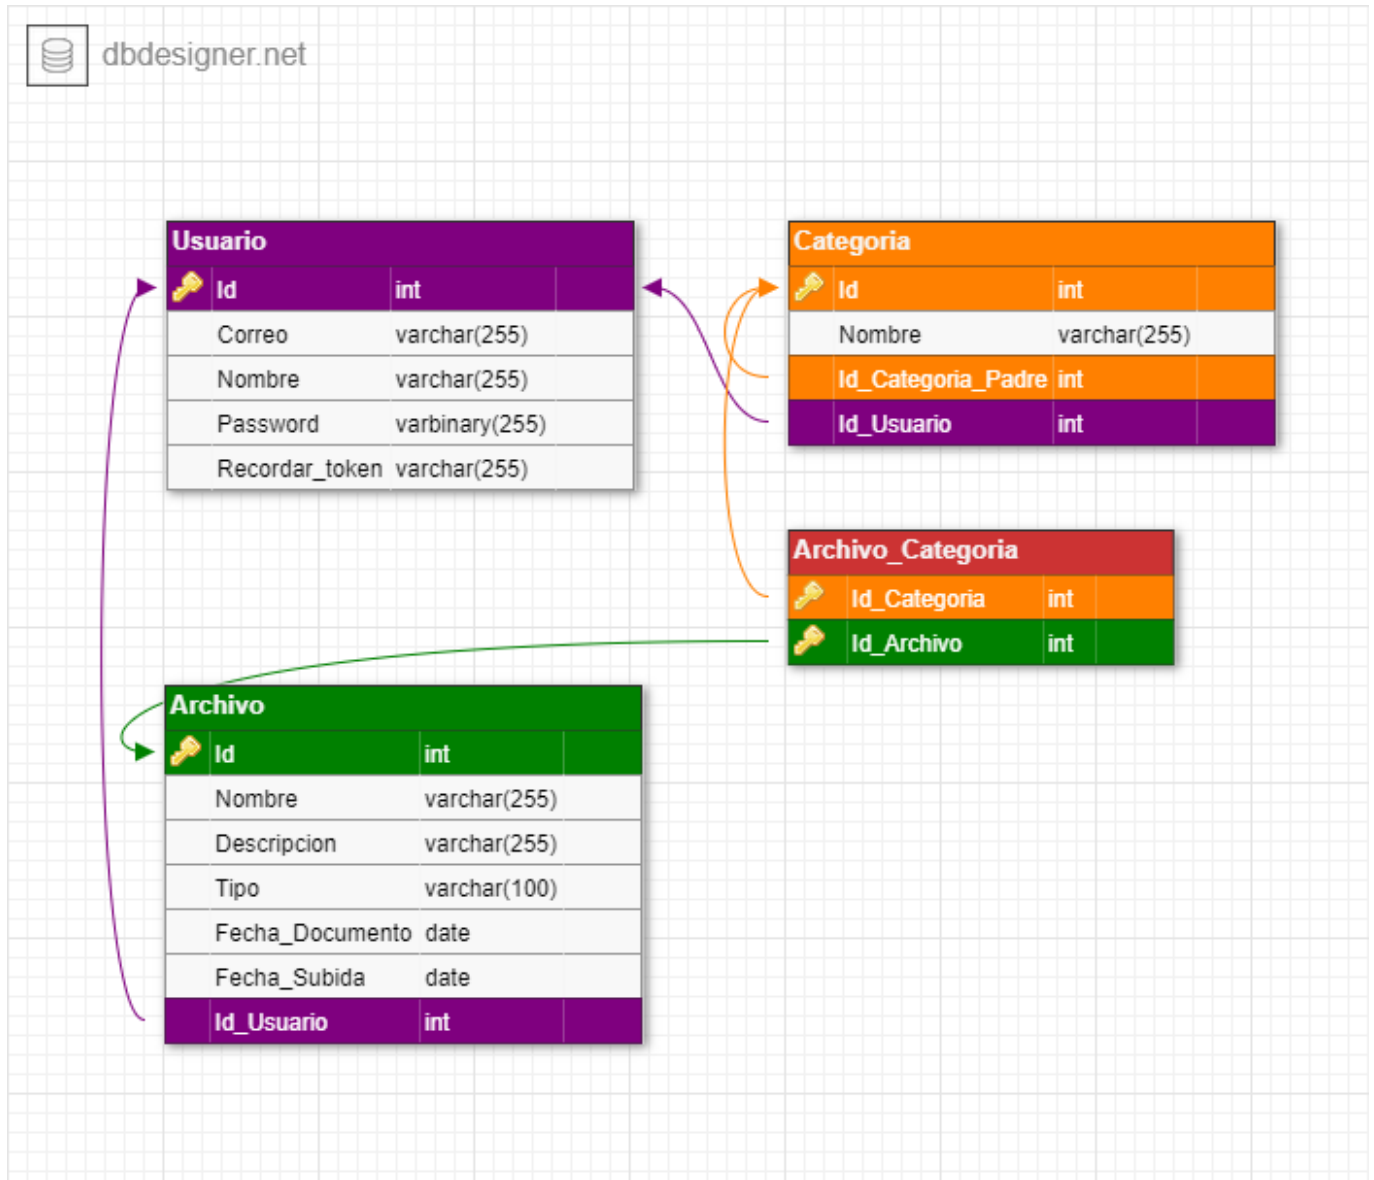 dbdesigner.net
Usuario
Id int
Correo varchar(255)
Nombre varchar(255)
Password varbinary(255)
Recordar_token varchar(255)
Categoria
Id int
Nombre varchar(255)
Id_Categoria_Padre int
Id_Usuario int
Archivo_Categoria
Id_Categoria int
Id_Archivo int
Archivo
Id int
Nombre varchar(255)
Descripcion varchar(255)
Tipo varchar(100)
Fecha_Documento date
Fecha_Subida date
Id_Usuario int